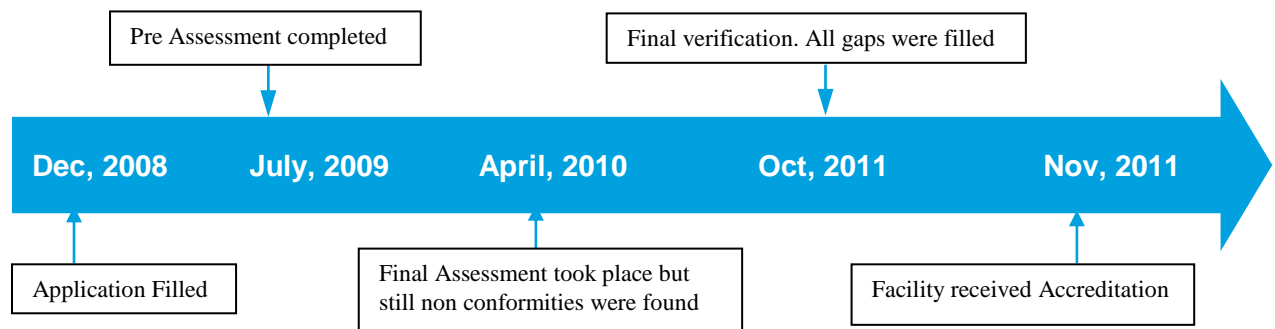 Pre Assessment completed
Final verification. All gaps were filled
Dec, 2008
July, 2009
April, 2010
Oct, 2011
Nov, 2011
Application Filled
Final Assessment took place but
still non conformities were found
Facility received Accreditation